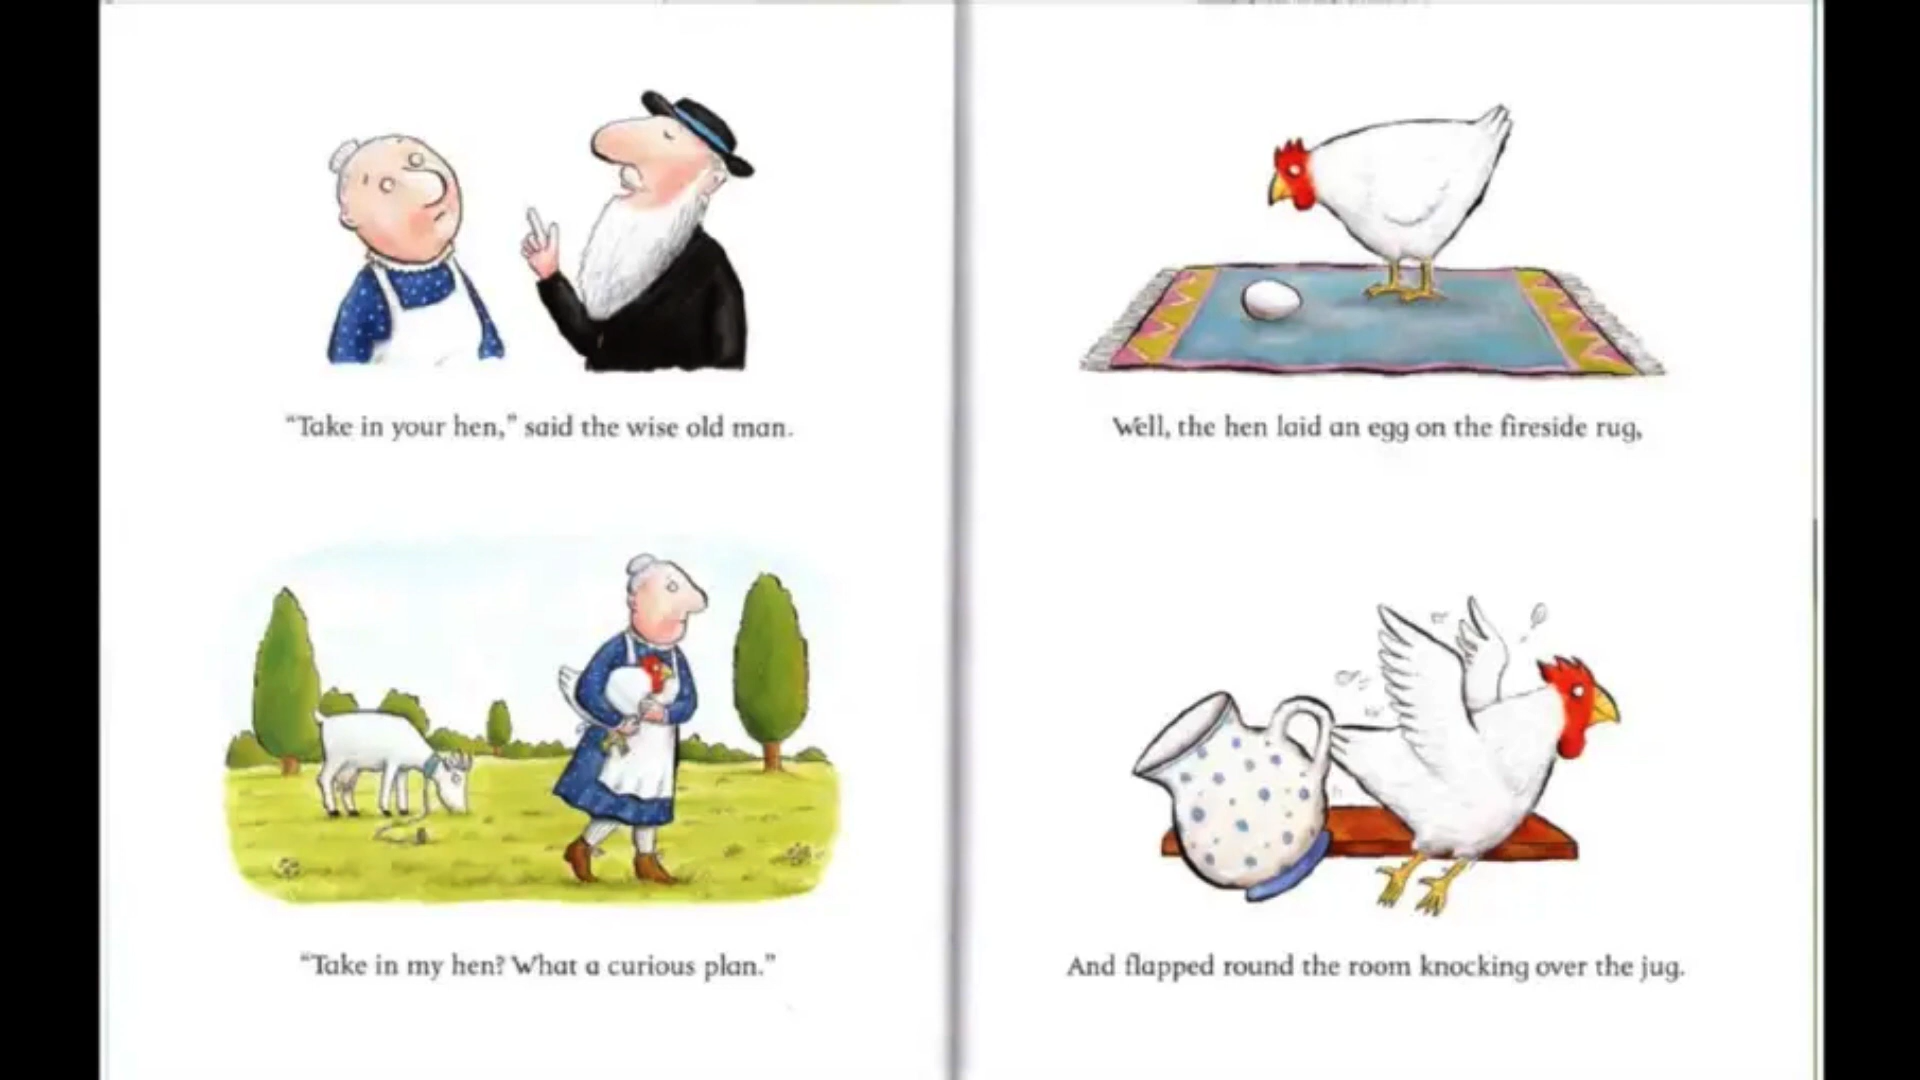 “Take in your hen,” said the wise old man.
“Take in my hen? What a curious plan.”
Well, the hen laid an egg on the fireside rug,
And flapped round the room knocking over the jug.